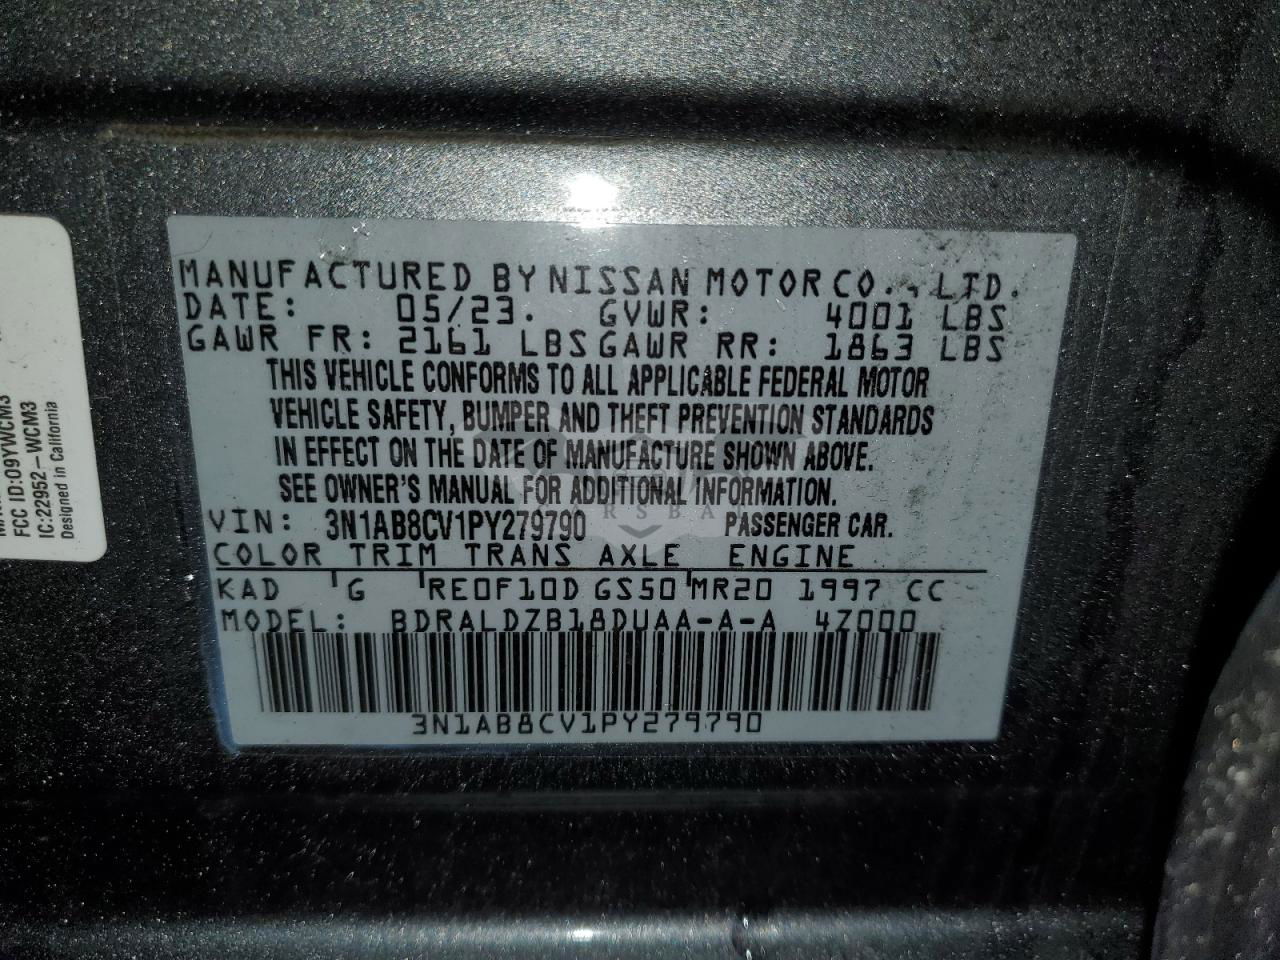 MANUFACTURED BY NISSAN MOTOR CO., LTD.
DATE: 05/23. GVWR: 4001 LBS
GAWR FR: 2161 LBS GAWR RR: 1863 LBS
THIS VEHICLE CONFORMS TO ALL APPLICABLE FEDERAL MOTOR
VEHICLE SAFETY, BUMPER AND THEFT PREVENTION STANDARDS
IN EFFECT ON THE DATE OF MANUFACTURE SHOWN ABOVE.
SEE OWNER'S MANUAL FOR ADDITIONAL INFORMATION.
VIN: 3N1AB8CV1PY279790 PASSENGER CAR.
COLOR TRIM TRANS AXLE ENGINE
KAD G RE0F10D GS50 MR20 1997 CC
MODEL: BDRALDZB18DUAA-A-A 4Z000
3N1AB8CV1PY279790
FCC ID:O9YWCM3
IC:22952-WCM3
Designed in California